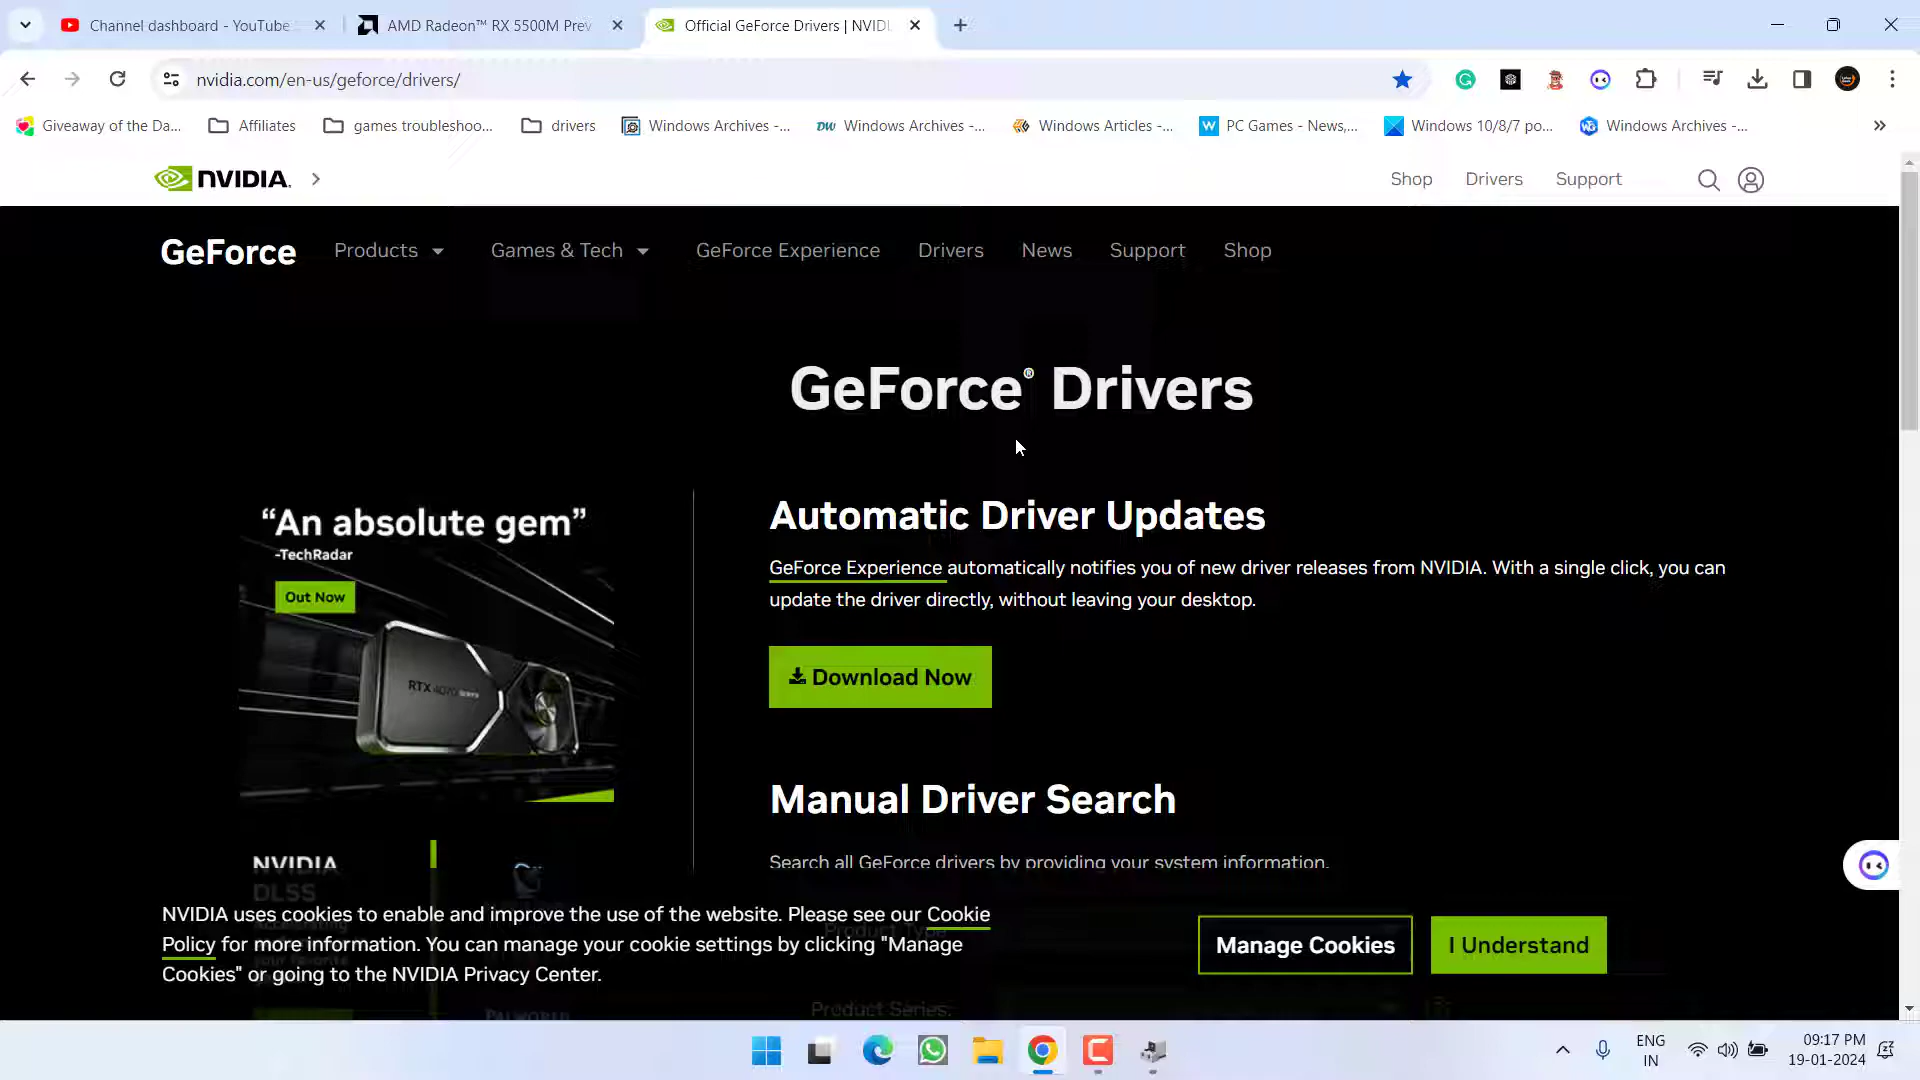 Channel dashboard - YouTube
AMD Radeon™ RX 5500M Prev
Official GeForce Drivers | NVIDI
nvidia.com/en-us/geforce/drivers/
Giveaway of the Da...
Affiliates
games troubleshoo...
drivers
Windows Archives -...
DW
Windows Archives -...
Windows Articles -...
W
PC Games - News,...
Windows 10/8/7 po...
Windows Archives -...
NVIDIA.
Shop
Drivers
Support
GeForce
Products
Games & Tech
GeForce Experience
Drivers
News
Support
Shop
GeForce® Drivers
“An absolute gem”
-TechRadar
Out Now
RTX 4070
Automatic Driver Updates
GeForce Experience automatically notifies you of new driver releases from NVIDIA. With a single click, you can
update the driver directly, without leaving your desktop.
Download Now
Manual Driver Search
Search all GeForce drivers by providing your system information.
NVIDIA
DLSS
Product Type
NVIDIA uses cookies to enable and improve the use of the website. Please see our Cookie
Policy for more information. You can manage your cookie settings by clicking "Manage
Cookies" or going to the NVIDIA Privacy Center.
Manage Cookies
I Understand
Product Series:
PALWORLD
ENG
IN
09:17 PM
19-01-2024